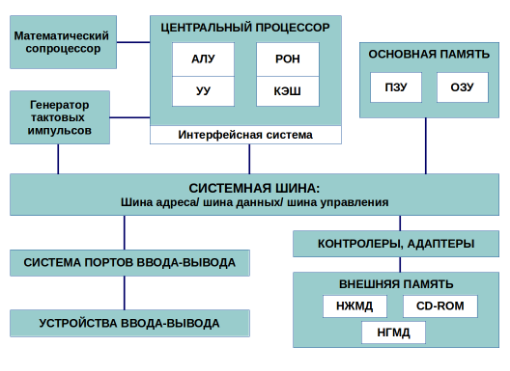 Математический
сопроцессор
ЦЕНТРАЛЬНЫЙ ПРОЦЕССОР
АЛУ
РОН
УУ
КЭШ
Интерфейсная система
ОСНОВНАЯ ПАМЯТЬ
ПЗУ
ОЗУ
Генератор
тактовых
импульсов
СИСТЕМНАЯ ШИНА:
Шина адреса/ шина данных/ шина управления
СИСТЕМА ПОРТОВ ВВОДА-ВЫВОДА
УСТРОЙСТВА ВВОДА-ВЫВОДА
КОНТРОЛЕРЫ, АДАПТЕРЫ
ВНЕШНЯЯ ПАМЯТЬ
НЖМД
CD-ROM
НГМД